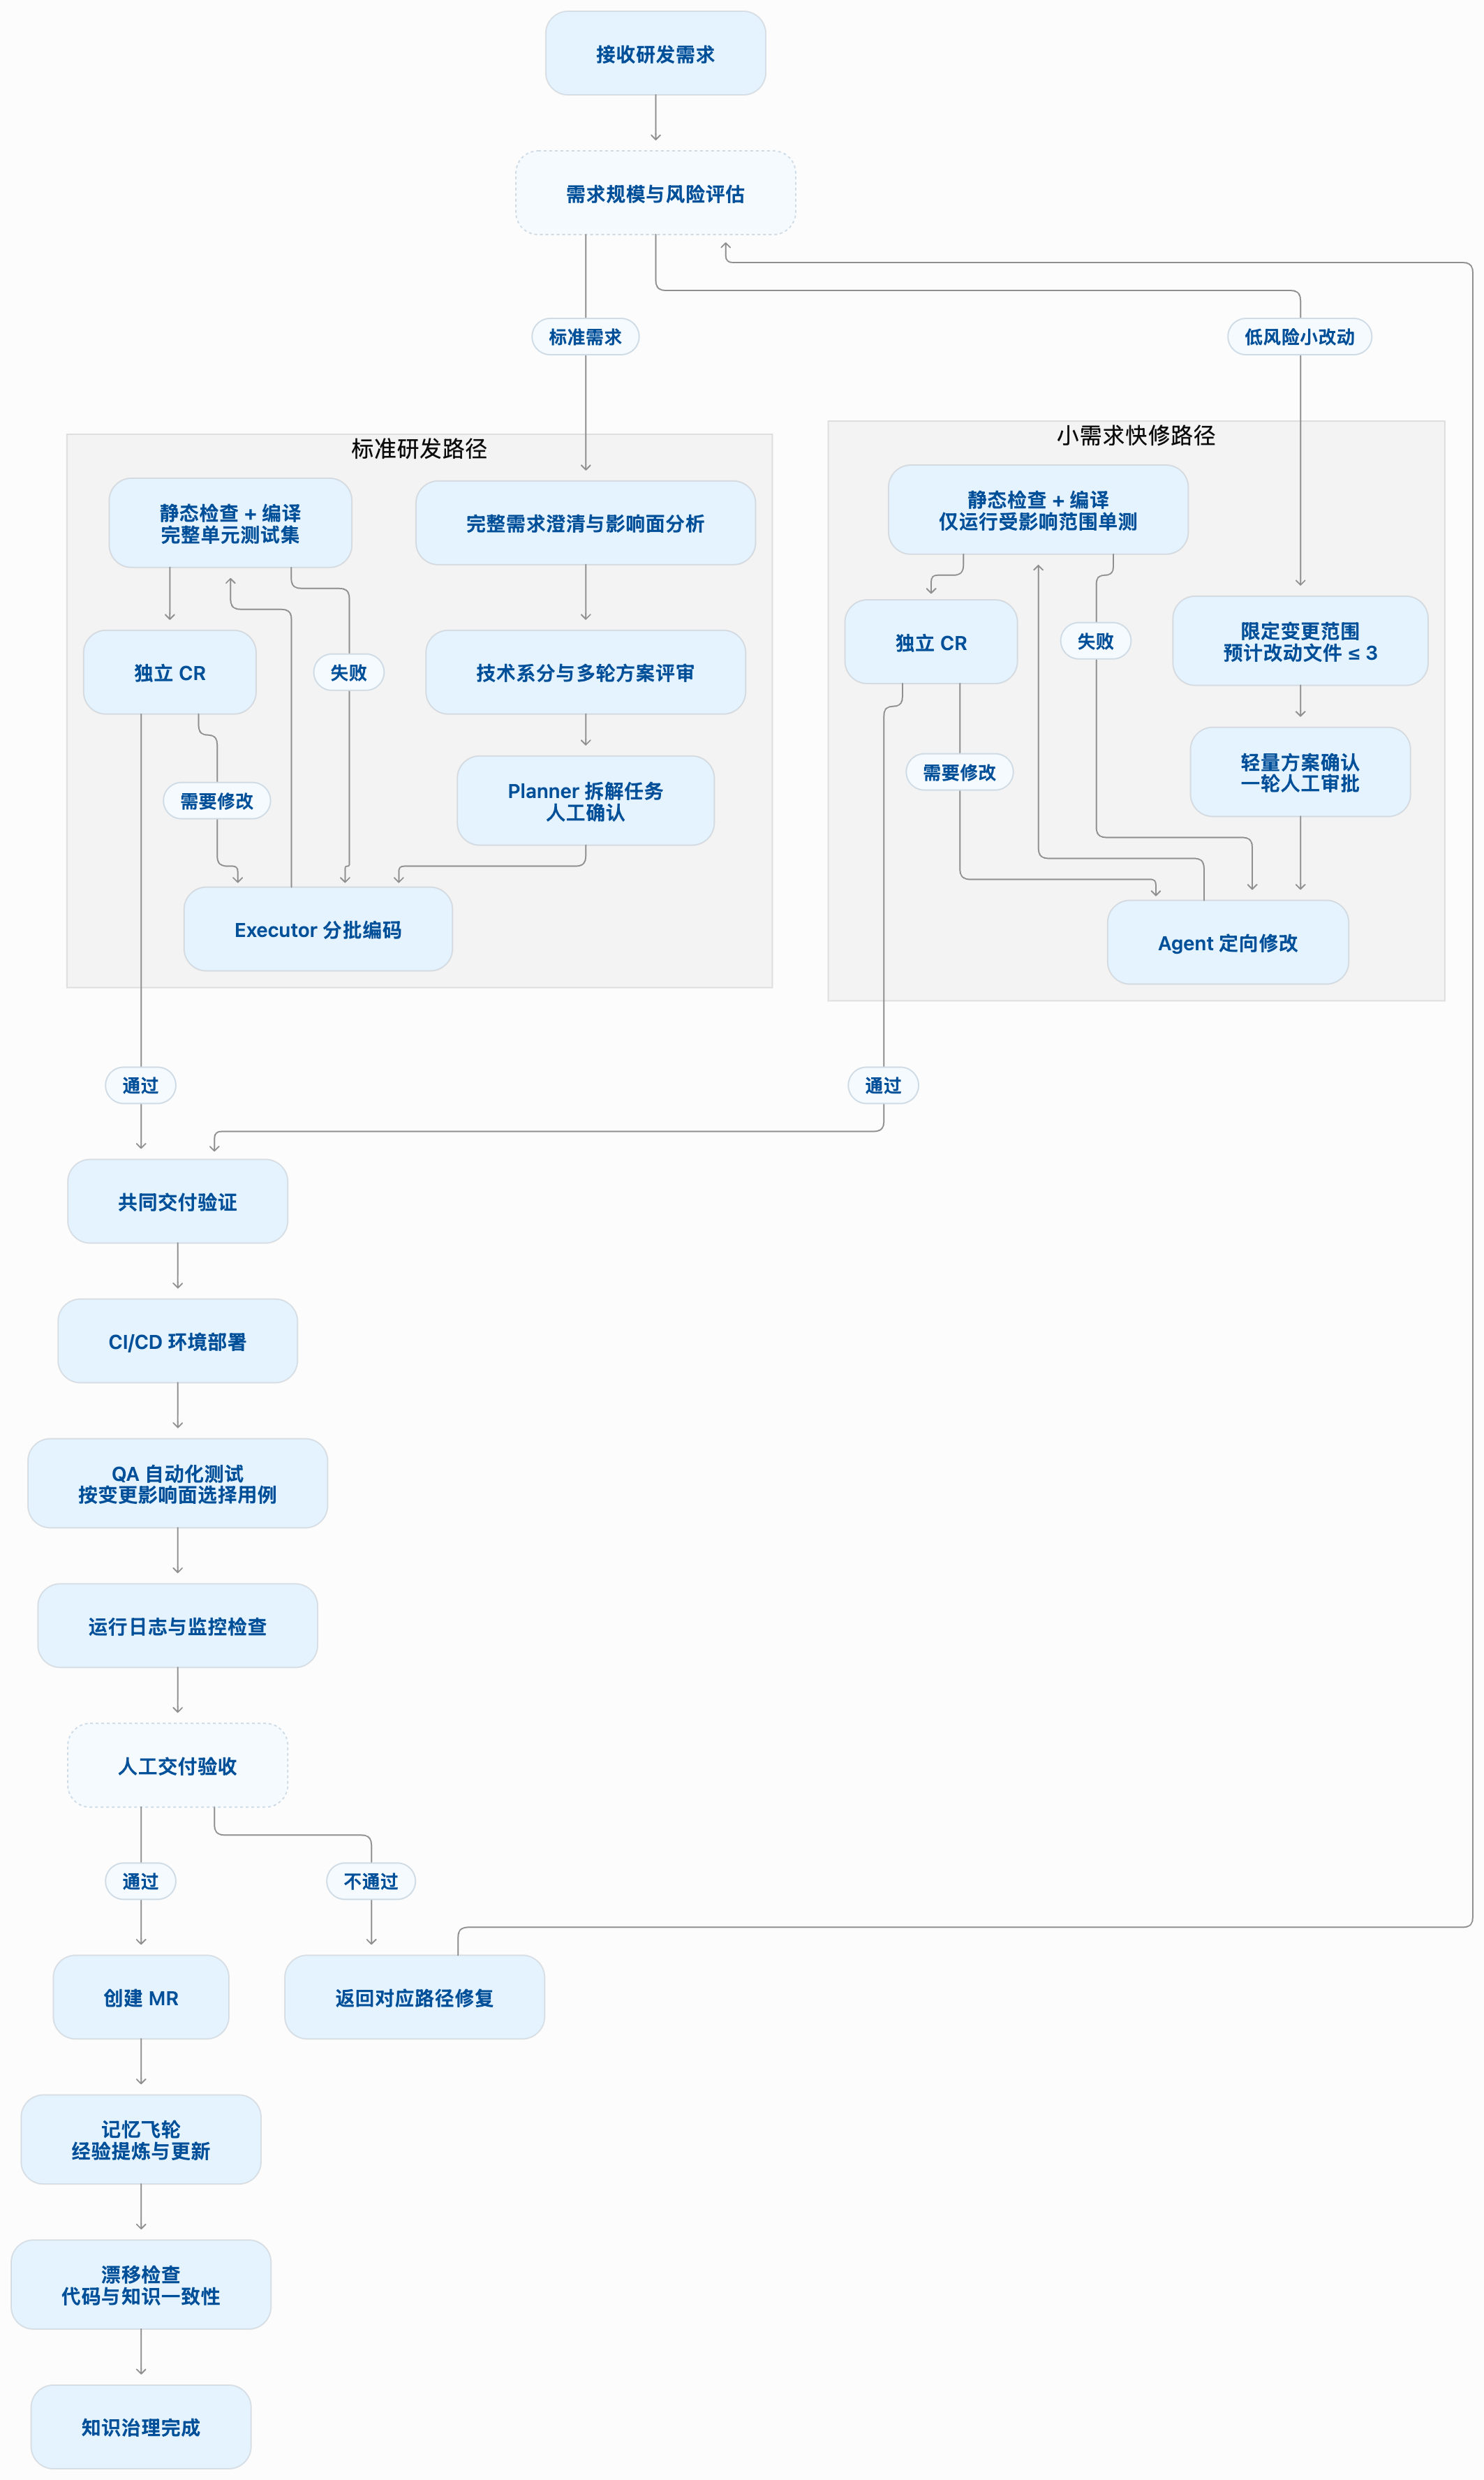 接收研发需求
需求规模与风险评估
标准需求
低风险小改动
标准研发路径
静态检查 + 编译
完整单元测试集
完整需求澄清与影响面分析
独立 CR
失败
技术系分与多轮方案评审
需要修改
Planner 拆解任务
人工确认
Executor 分批编码
小需求快修路径
静态检查 + 编译
仅运行受影响范围单测
独立 CR
失败
限定变更范围
预计改动文件 ≤ 3
需要修改
轻量方案确认
一轮人工审批
Agent 定向修改
通过
通过
共同交付验证
CI/CD 环境部署
QA 自动化测试
按变更影响面选择用例
运行日志与监控检查
人工交付验收
通过
不通过
创建 MR
返回对应路径修复
记忆飞轮
经验提炼与更新
漂移检查
代码与知识一致性
知识治理完成